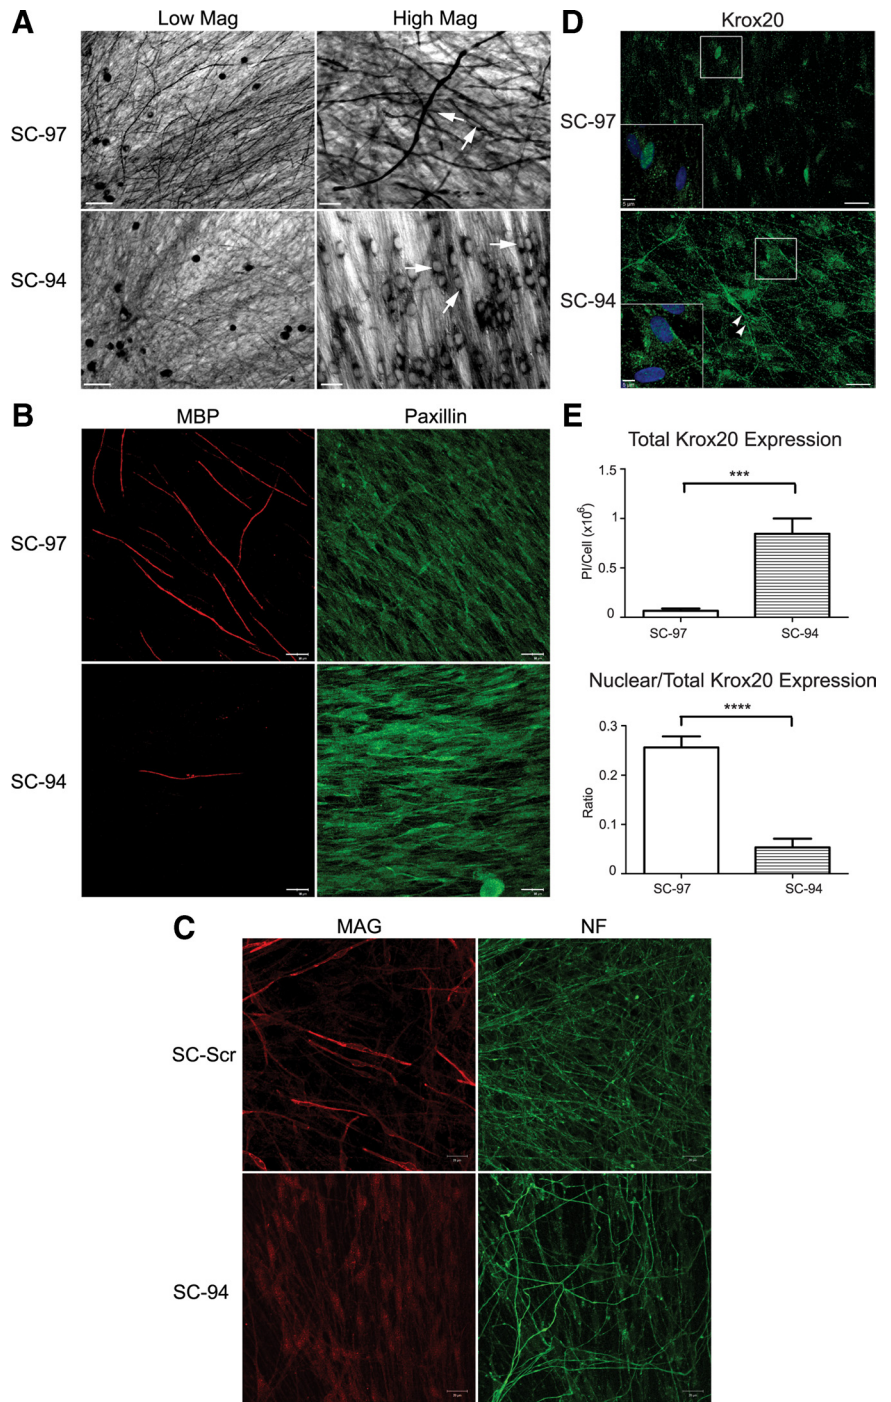 A
Low Mag
High Mag
SC-97
SC-94
D
Krox20
SC-97
5 µm
SC-94
B
MBP
Paxillin
SC-97
SC-94
E
Total Krox20 Expression
1.5
1
0.5
0
PI/Cell (x10⁶)
***
SC-97
SC-94
Nuclear/Total Krox20 Expression
0.3
0.2
0.1
0
Ratio
****
SC-97
SC-94
C
MAG
NF
SC-Scr
SC-94